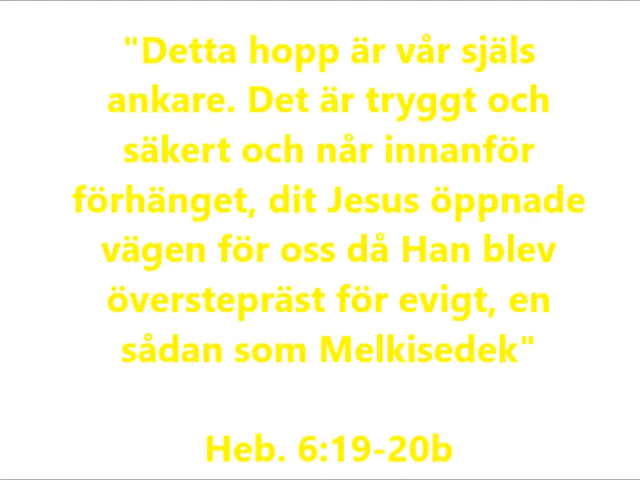 "Detta hopp är vår själs
ankare. Det är tryggt och
säkert och når innanför
förhänget, dit Jesus öppnade
vägen för oss då Han blev
överstepräst för evigt, en
sådan som Melkisedek"
Heb. 6:19-20b